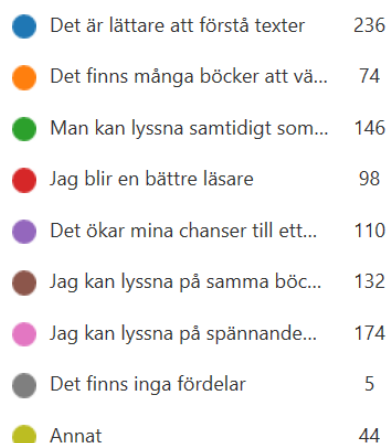 Det är lättare att förstå texter 236
Det finns många böcker att vä... 74
Man kan lyssna samtidigt som... 146
Jag blir en bättre läsare 98
Det ökar mina chanser till ett... 110
Jag kan lyssna på samma böc... 132
Jag kan lyssna på spännande... 174
Det finns inga fördelar 5
Annat 44